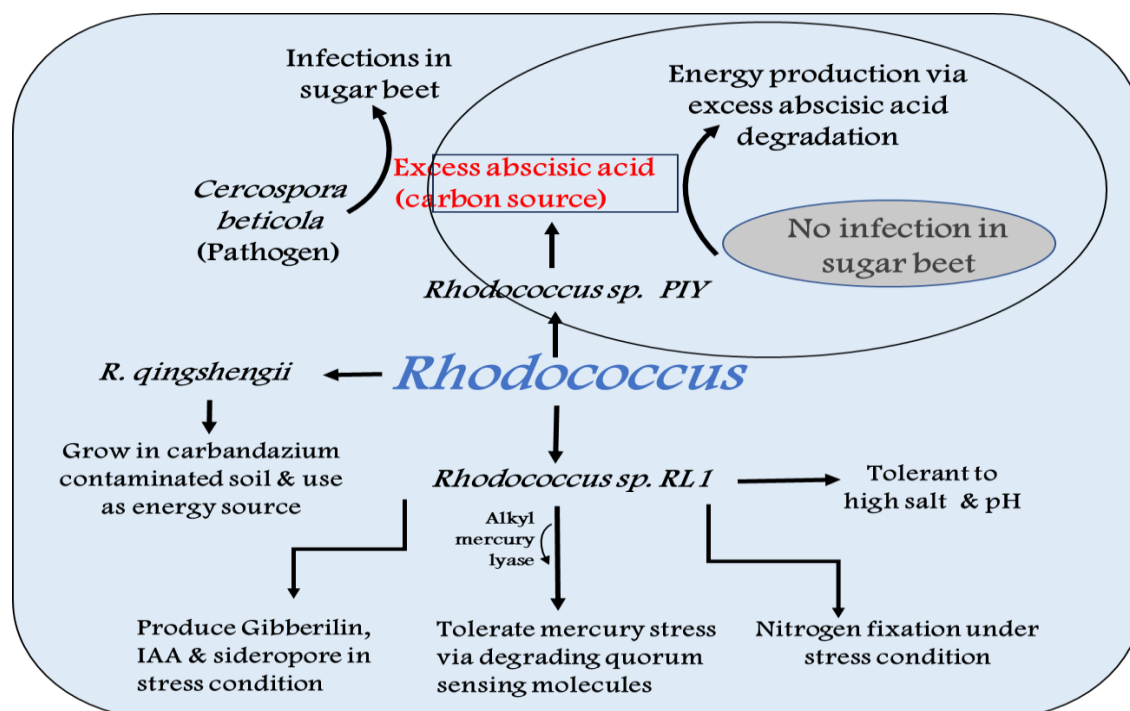 Infections in
sugar beet
Energy production via
excess abscisic acid
degradation
Excess abscisic acid
(carbon source)
Cercospora
beticola
(Pathogen)
No infection in
sugar beet
Rhodococcus sp. PIY
R. qingshengii
Rhodococcus
Grow in carbandazium
contaminated soil & use
as energy source
Rhodococcus sp. RL1
Tolerant to
high salt & pH
Alkyl
mercury
lyase
Produce Gibberilin,
IAA & sideropore in
stress condition
Tolerate mercury stress
via degrading quorum
sensing molecules
Nitrogen fixation under
stress condition